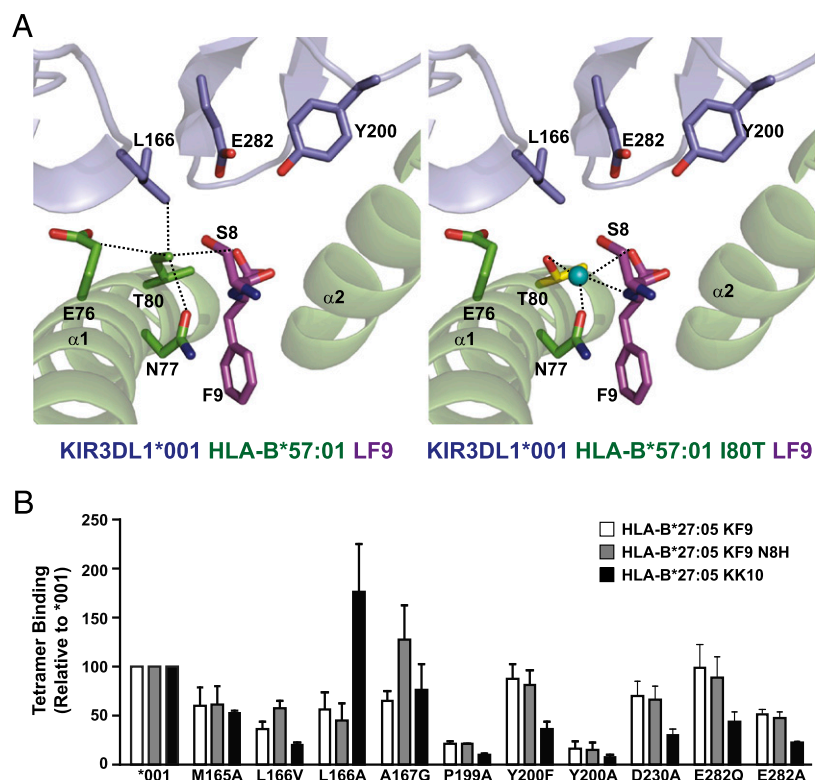 A
L166
E282
Y200
S8
E76
T80
α1
α2
N77
F9
KIR3DL1*001 HLA-B*57:01 LF9
L166
E282
Y200
S8
T80
E76
α1
α2
N77
F9
KIR3DL1*001 HLA-B*57:01 I80T LF9
B
Tetramer Binding
(Relative to *001)
250
200
150
100
50
0
HLA-B*27:05 KF9
HLA-B*27:05 KF9 N8H
HLA-B*27:05 KK10
*001 M165A L166V L166A A167G P199A Y200F Y200A D230A E282Q E282A